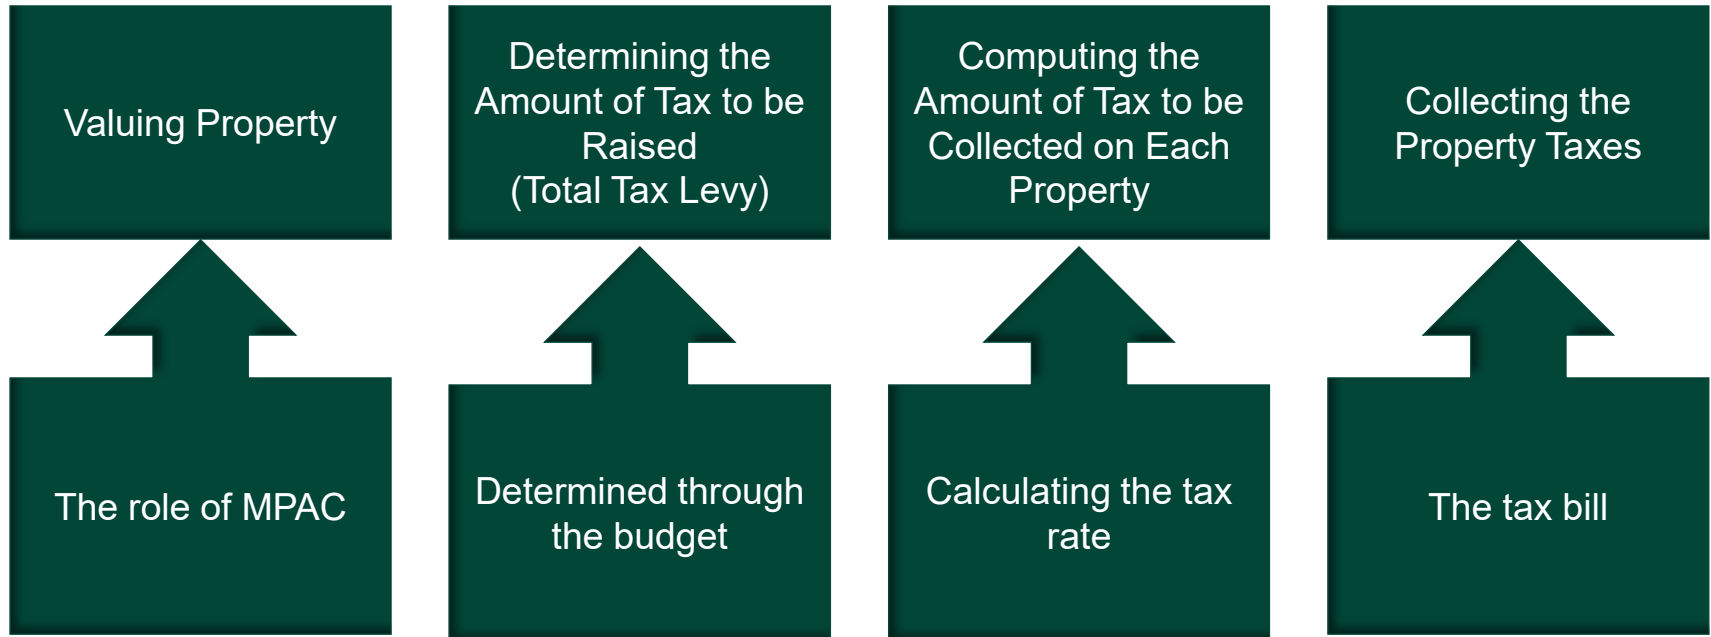 Valuing Property
Determining the
Amount of Tax to be
Raised
(Total Tax Levy)
Computing the
Amount of Tax to be
Collected on Each
Property
Collecting the
Property Taxes
The role of MPAC
Determined through
the budget
Calculating the tax
rate
The tax bill